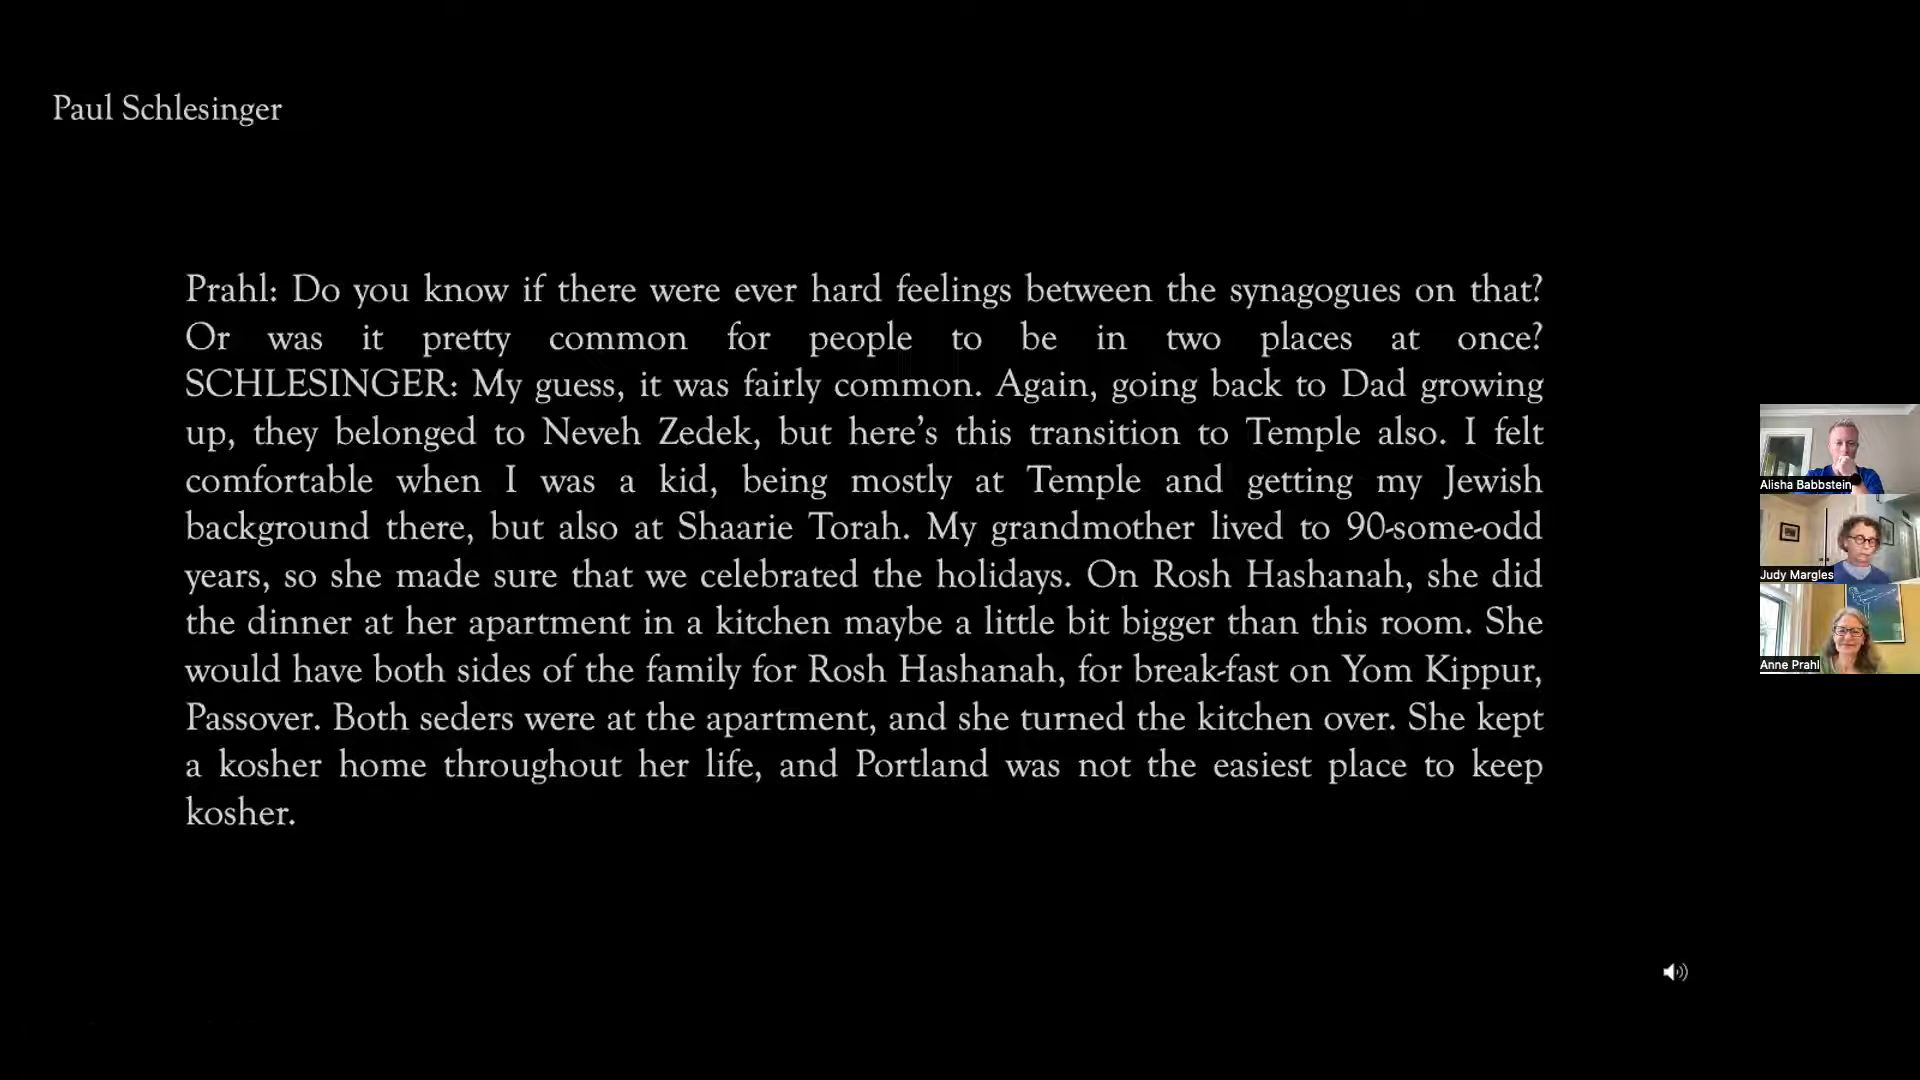 Paul Schlesinger
Prahl: Do you know if there were ever hard feelings between the synagogues on that?
Or was it pretty common for people to be in two places at once?
SCHLESINGER: My guess, it was fairly common. Again, going back to Dad growing
up, they belonged to Neveh Zedek, but here’s this transition to Temple also. I felt
comfortable when I was a kid, being mostly at Temple and getting my Jewish
background there, but also at Shaarie Torah. My grandmother lived to 90-some-odd
years, so she made sure that we celebrated the holidays. On Rosh Hashanah, she did
the dinner at her apartment in a kitchen maybe a little bit bigger than this room. She
would have both sides of the family for Rosh Hashanah, for break-fast on Yom Kippur,
Passover. Both seders were at the apartment, and she turned the kitchen over. She kept
a kosher home throughout her life, and Portland was not the easiest place to keep
kosher.
Alisha Babbstein
Judy Margles
Anne Prahl